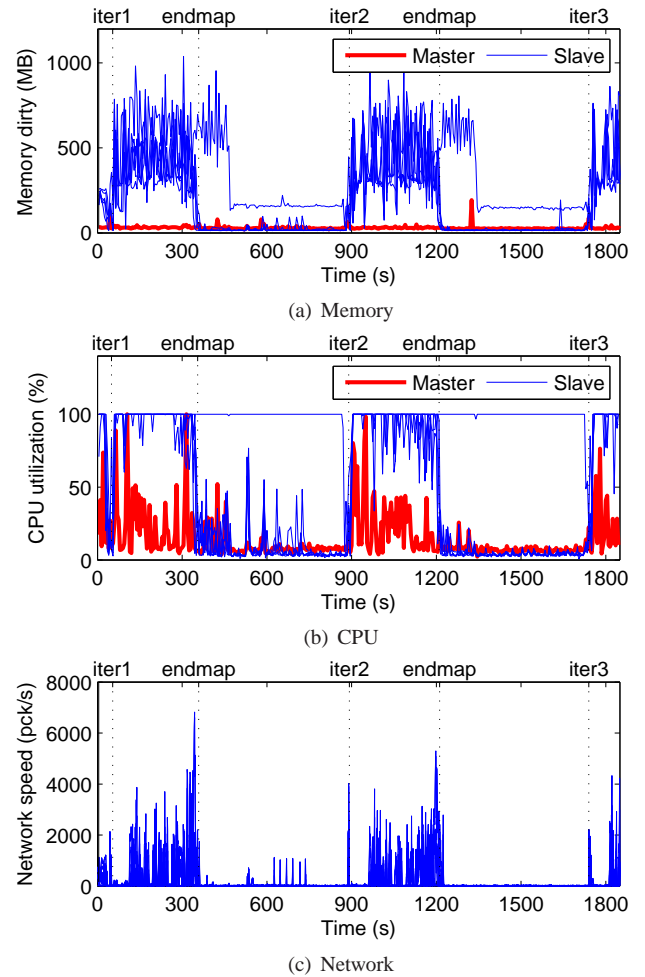 iter1 endmap iter2 endmap iter3
1000
500
0
Memory dirty (MB)
Master Slave
0 300 600 900 1200 1500 1800
Time (s)
(a) Memory
iter1 endmap iter2 endmap iter3
100
50
0
CPU utilization (%)
Master Slave
0 300 600 900 1200 1500 1800
Time (s)
(b) CPU
iter1 endmap iter2 endmap iter3
8000
6000
4000
2000
0
Network speed (pck/s)
0 300 600 900 1200 1500 1800
Time (s)
(c) Network